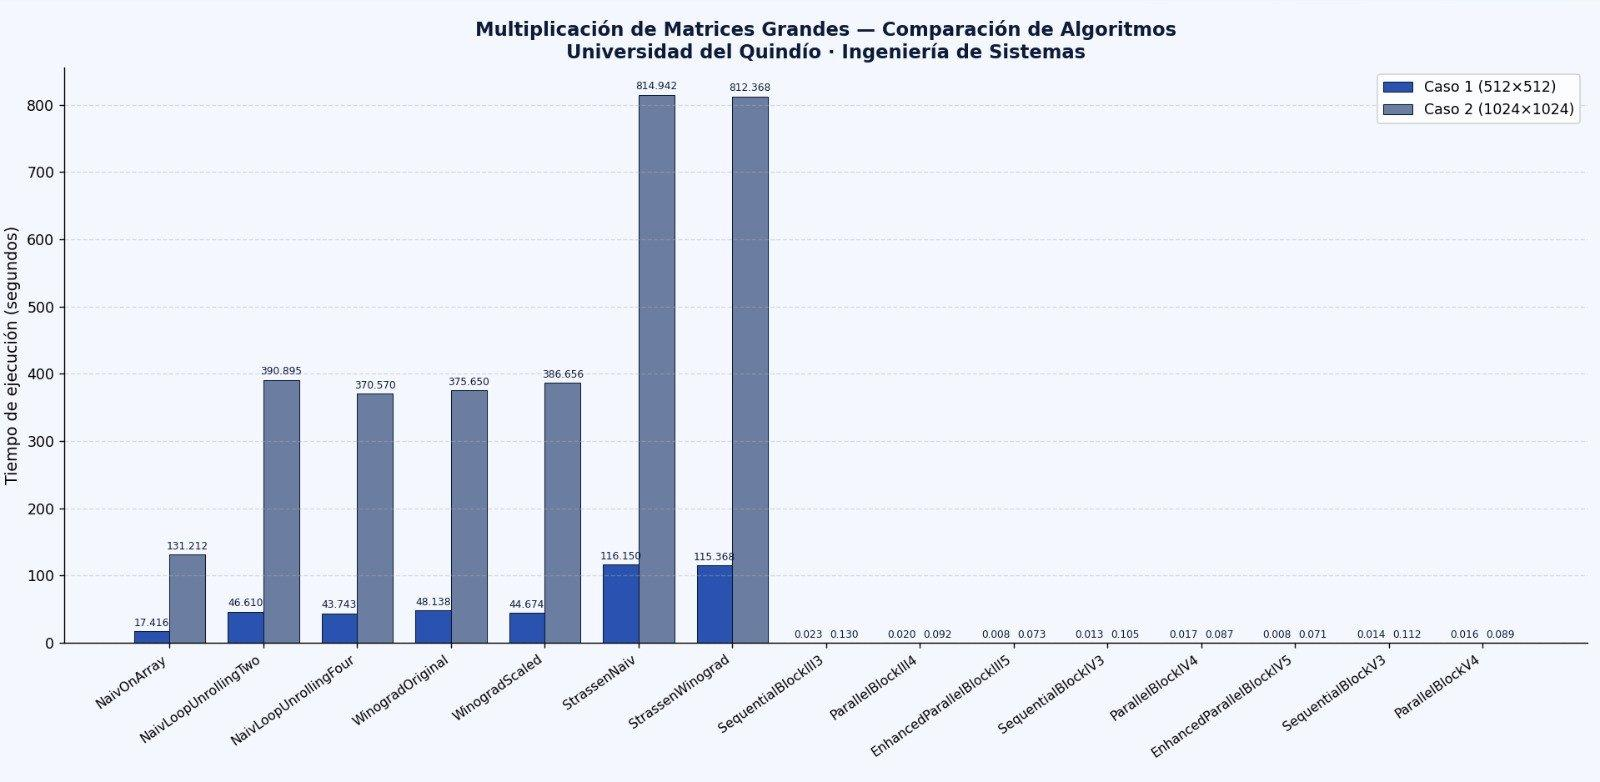 Multiplicación de Matrices Grandes — Comparación de Algoritmos
Universidad del Quindío · Ingeniería de Sistemas
Caso 1 (512×512)
Caso 2 (1024×1024)
Tiempo de ejecución (segundos)
800
700
600
500
400
300
200
100
0
17.416
131.212
46.610
390.895
43.743
370.570
48.138
375.650
44.674
386.656
116.150
814.942
115.368
812.368
0.023
0.130
0.020
0.092
0.008
0.073
0.013
0.105
0.017
0.087
0.008
0.071
0.014
0.112
0.016
0.089
NaivOnArray
NaivLoopUnrollingTwo
NaivLoopUnrollingFour
WinogradOriginal
WinogradScaled
StrassenNaiv
StrassenWinograd
SequentialBlockIII3
ParallelBlockIII4
EnhancedParallelBlockIII5
SequentialBlockIV3
ParallelBlockIV4
EnhancedParallelBlockIV5
SequentialBlockV3
ParallelBlockV4